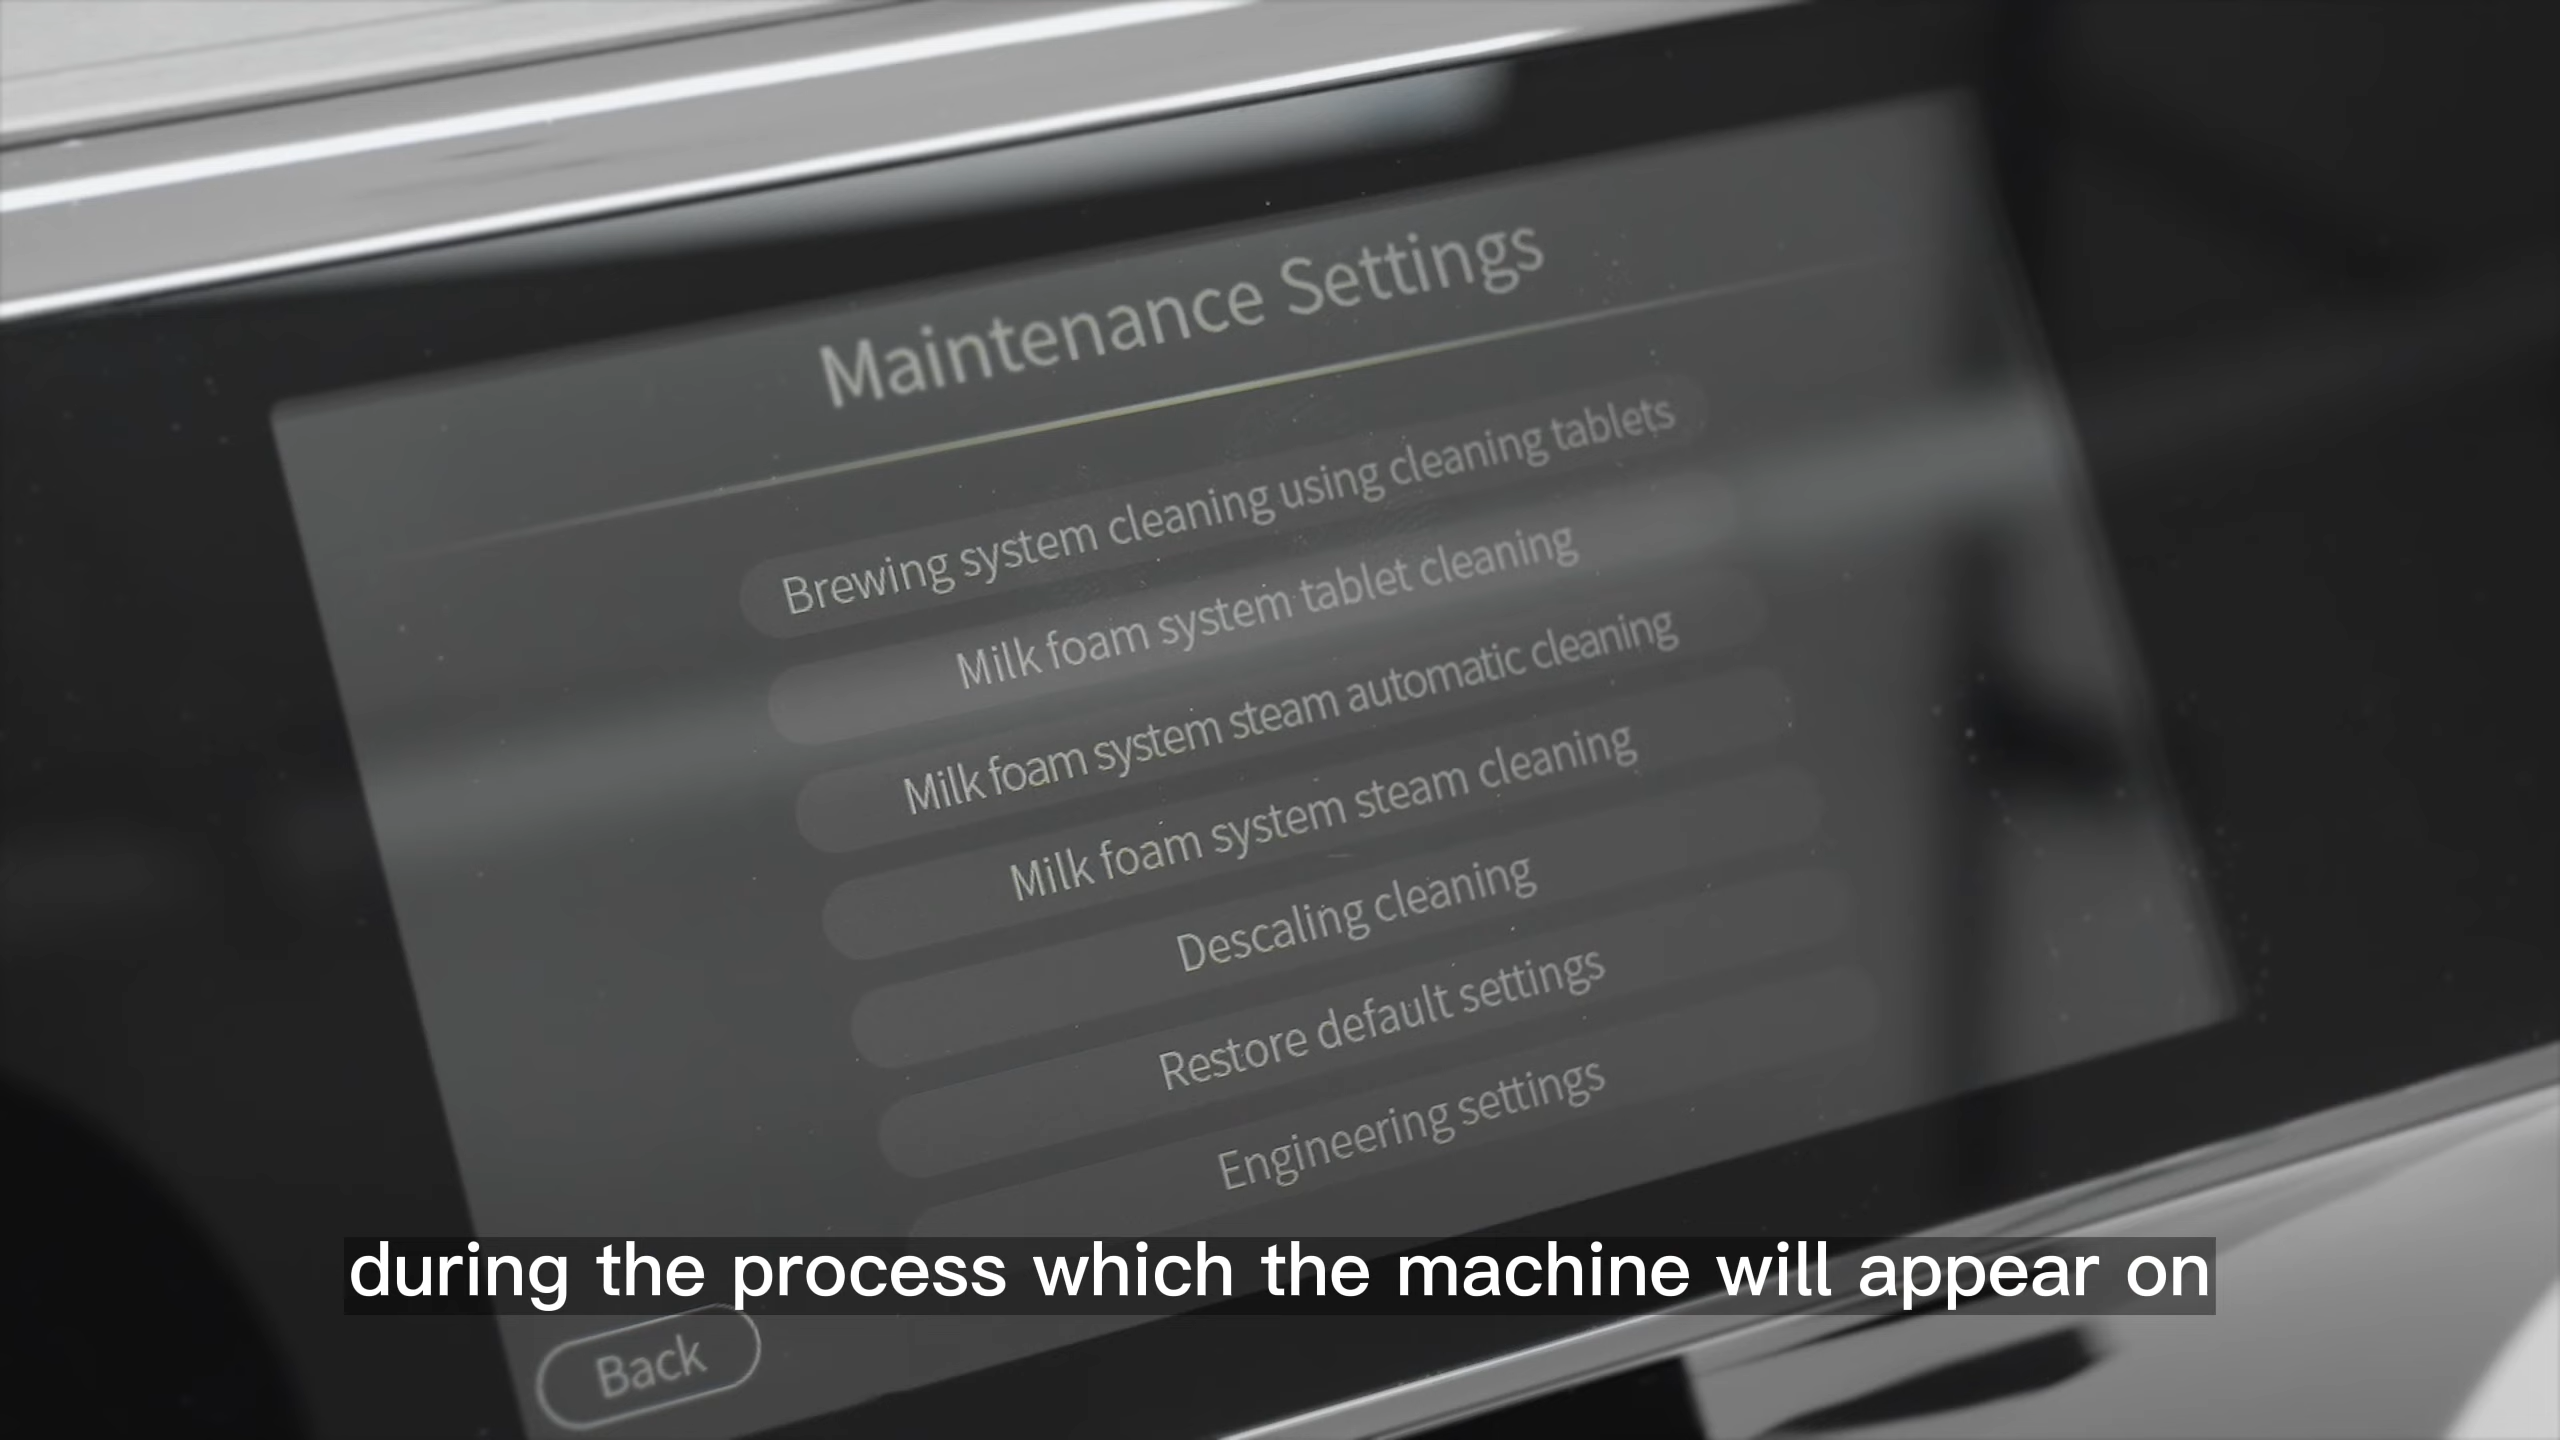 Maintenance Settings
Brewing system cleaning using cleaning tablets
Milk foam system tablet cleaning
Milk foam system steam automatic cleaning
Milk foam system steam cleaning
Descaling cleaning
Restore default settings
Engineering settings
during the process which the machine will appear on
Back